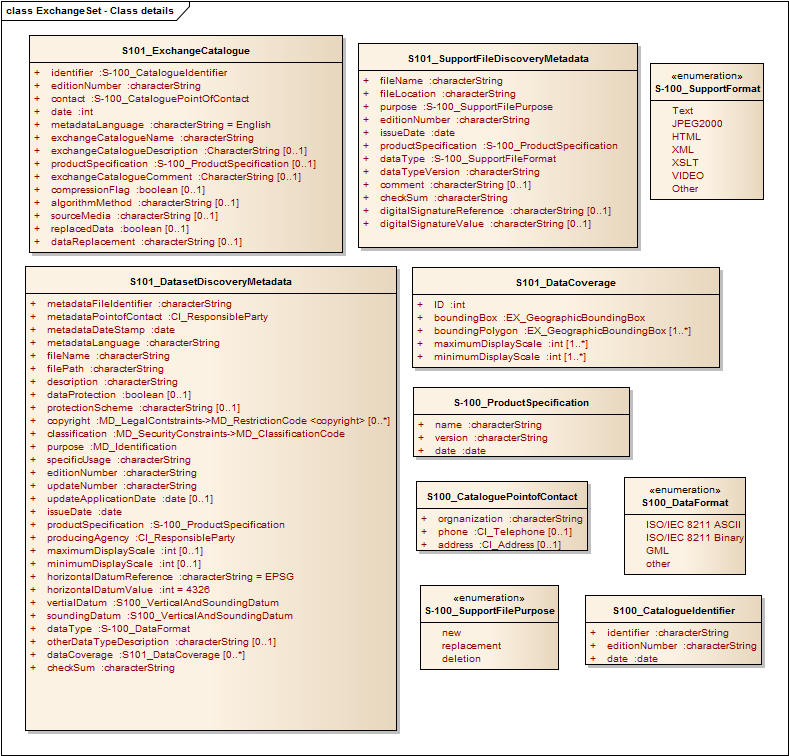 class ExchangeSet - Class details
S101_ExchangeCatalogue
+ identifier :S-100_CatalogueIdentifier
+ editionNumber :characterString
+ contact :S-100_CataloguePointOfContact
+ date :int
+ metadataLanguage :characterString = English
+ exchangeCatalogueName :characterString
+ exchangeCatalogueDescription :CharacterString [0..1]
+ productSpecification :S-100_ProductSpecification [0..1]
+ exchangeCatalogueComment :CharacterString [0..1]
+ compressionFlag :boolean [0..1]
+ algorithmMethod :characterString [0..1]
+ sourceMedia :characterString [0..1]
+ replacedData :boolean [0..1]
+ dataReplacement :characterString [0..1]
S101_SupportFileDiscoveryMetadata
+ fileName :characterString
+ fileLocation :characterString
+ purpose :S-100_SupportFilePurpose
+ editionNumber :characterString
+ issueDate :date
+ productSpecification :S-100_ProductSpecification
+ dataType :S-100_SupportFileFormat
+ dataTypeVersion :characterString
+ comment :characterString [0..1]
+ checkSum :characterString
+ digitalSignatureReference :characterString [0..1]
+ digitalSignatureValue :characterString [0..1]
«enumeration»
S-100_SupportFormat
Text
JPEG2000
HTML
XML
XSLT
VIDEO
Other
S101_DatasetDiscoveryMetadata
+ metadataFileIdentifier :characterString
+ metadataPointofContact :CI_ResponsibleParty
+ metadataDateStamp :date
+ metadataLanguage :characterString
+ fileName :characterString
+ filePath :characterString
+ description :characterString
+ dataProtection :boolean [0..1]
+ protectionScheme :characterString [0..1]
+ copyright :MD_LegalContstraints->MD_RestrictionCode <copyright> [0..*]
+ classification :MD_SecurityConstraints->MD_ClassificationCode
+ purpose :MD_Identification
+ specificUsage :characterString
+ editionNumber :characterString
+ updateNumber :characterString
+ updateApplicationDate :date [0..1]
+ issueDate :date
+ productSpecification :S-100_ProductSpecification
+ producingAgency :CI_ResponsibleParty
+ maximumDisplayScale :int [0..1]
+ minimumDisplayScale :int [0..1]
+ horizontalDatumReference :characterString = EPSG
+ horizontalDatumValue :int = 4326
+ vertialDatum :S100_VerticalAndSoundingDatum
+ soundingDatum :S100_VerticalAndSoundingDatum
+ dataType :S-100_DataFormat
+ otherDataTypeDescription :characterString [0..1]
+ dataCoverage :S101_DataCoverage [0..*]
+ checkSum :characterString
S101_DataCoverage
+ ID :int
+ boundingBox :EX_GeographicBoundingBox
+ boundingPolygon :EX_GeographicBoundingBox [1..*]
+ maximumDisplayScale :int [1..*]
+ minimumDisplayScale :int [1..*]
S-100_ProductSpecification
+ name :characterString
+ version :characterString
+ date :date
S100_CataloguePointofContact
+ orgnanization :characterString
+ phone :CI_Telephone [0..1]
+ address :CI_Address [0..1]
«enumeration»
S100_DataFormat
ISO/IEC 8211 ASCII
ISO/IEC 8211 Binary
GML
other
«enumeration»
S-100_SupportFilePurpose
new
replacement
deletion
S100_CatalogueIdentifier
+ identifier :characterString
+ editionNumber :characterString
+ date :date